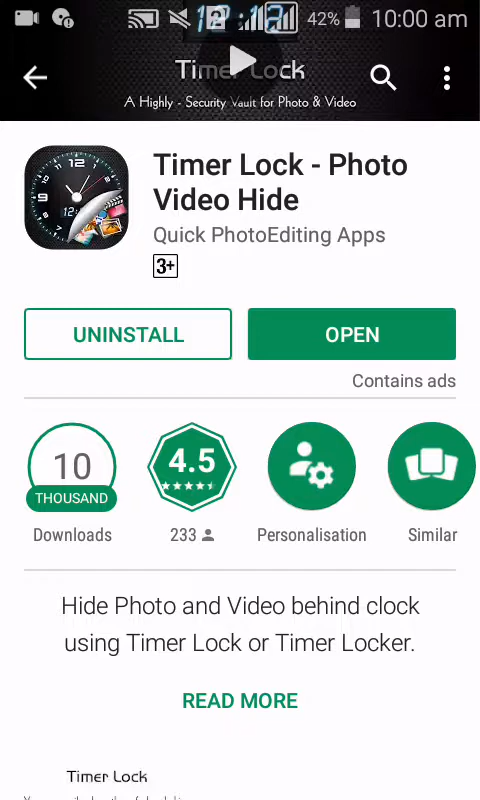 42% 10:00 am
Timer Lock
A Highly - Security Vault for Photo & Video
12
9
Timer Lock - Photo
Video Hide
Quick PhotoEditing Apps
3+
UNINSTALL
OPEN
Contains ads
10
THOUSAND
4.5
Downloads
233
Personalisation
Similar
Hide Photo and Video behind clock
using Timer Lock or Timer Locker.
READ MORE
Timer Lock